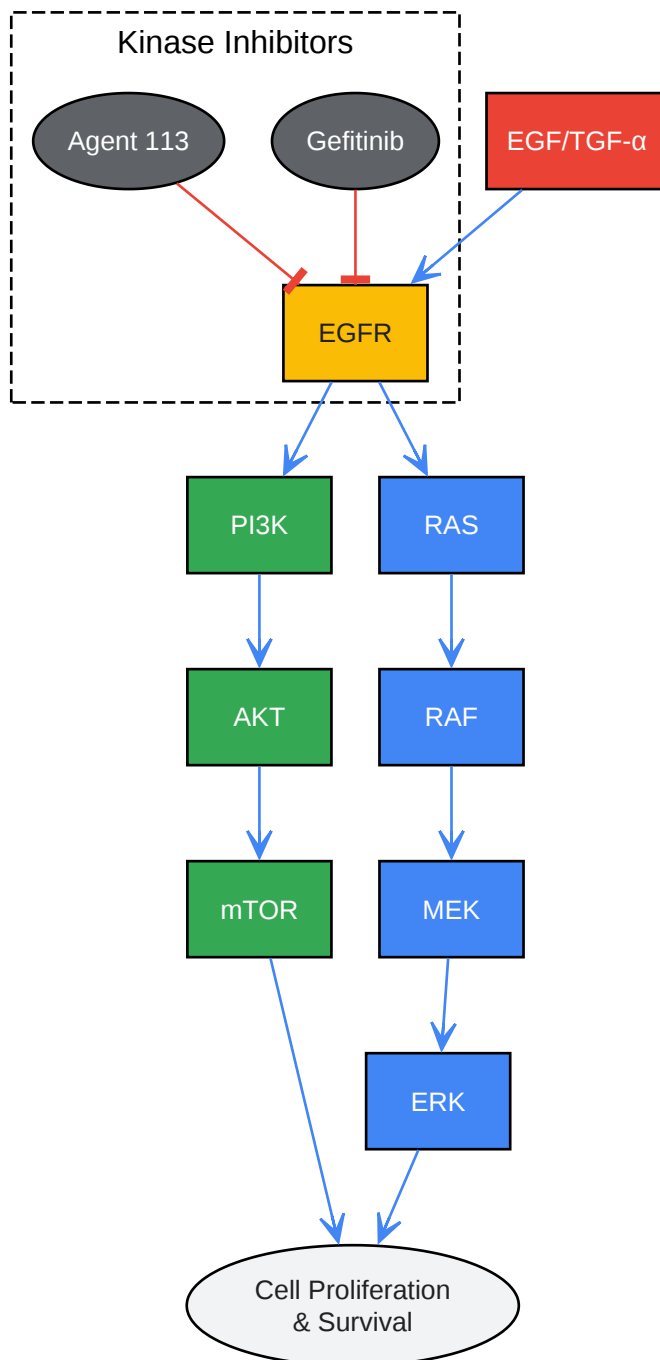 Kinase Inhibitors
Agent 113
Gefitinib
EGF/TGF-α
EGFR
PI3K
RAS
AKT
RAF
mTOR
MEK
ERK
Cell Proliferation
& Survival